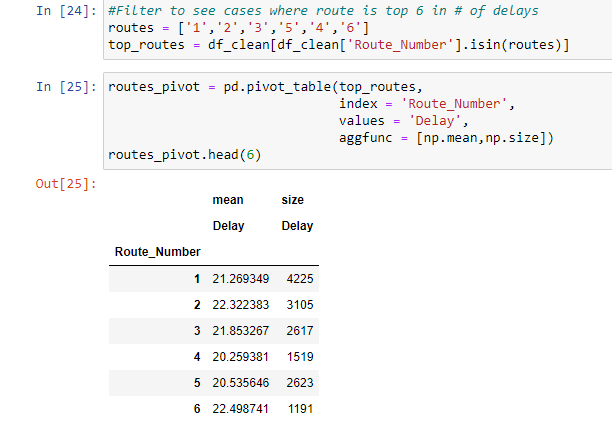 In [24]: #Filter to see cases where route is top 6 in # of delays
routes = ['1','2','3','5','4','6']
top_routes = df_clean[df_clean['Route_Number'].isin(routes)]
In [25]: routes_pivot = pd.pivot_table(top_routes,
index = 'Route_Number',
values = 'Delay',
aggfunc = [np.mean,np.size])
routes_pivot.head(6)
Out[25]:
mean size
Delay Delay
Route_Number
1 21.269349 4225
2 22.322383 3105
3 21.853267 2617
4 20.259381 1519
5 20.535646 2623
6 22.498741 1191